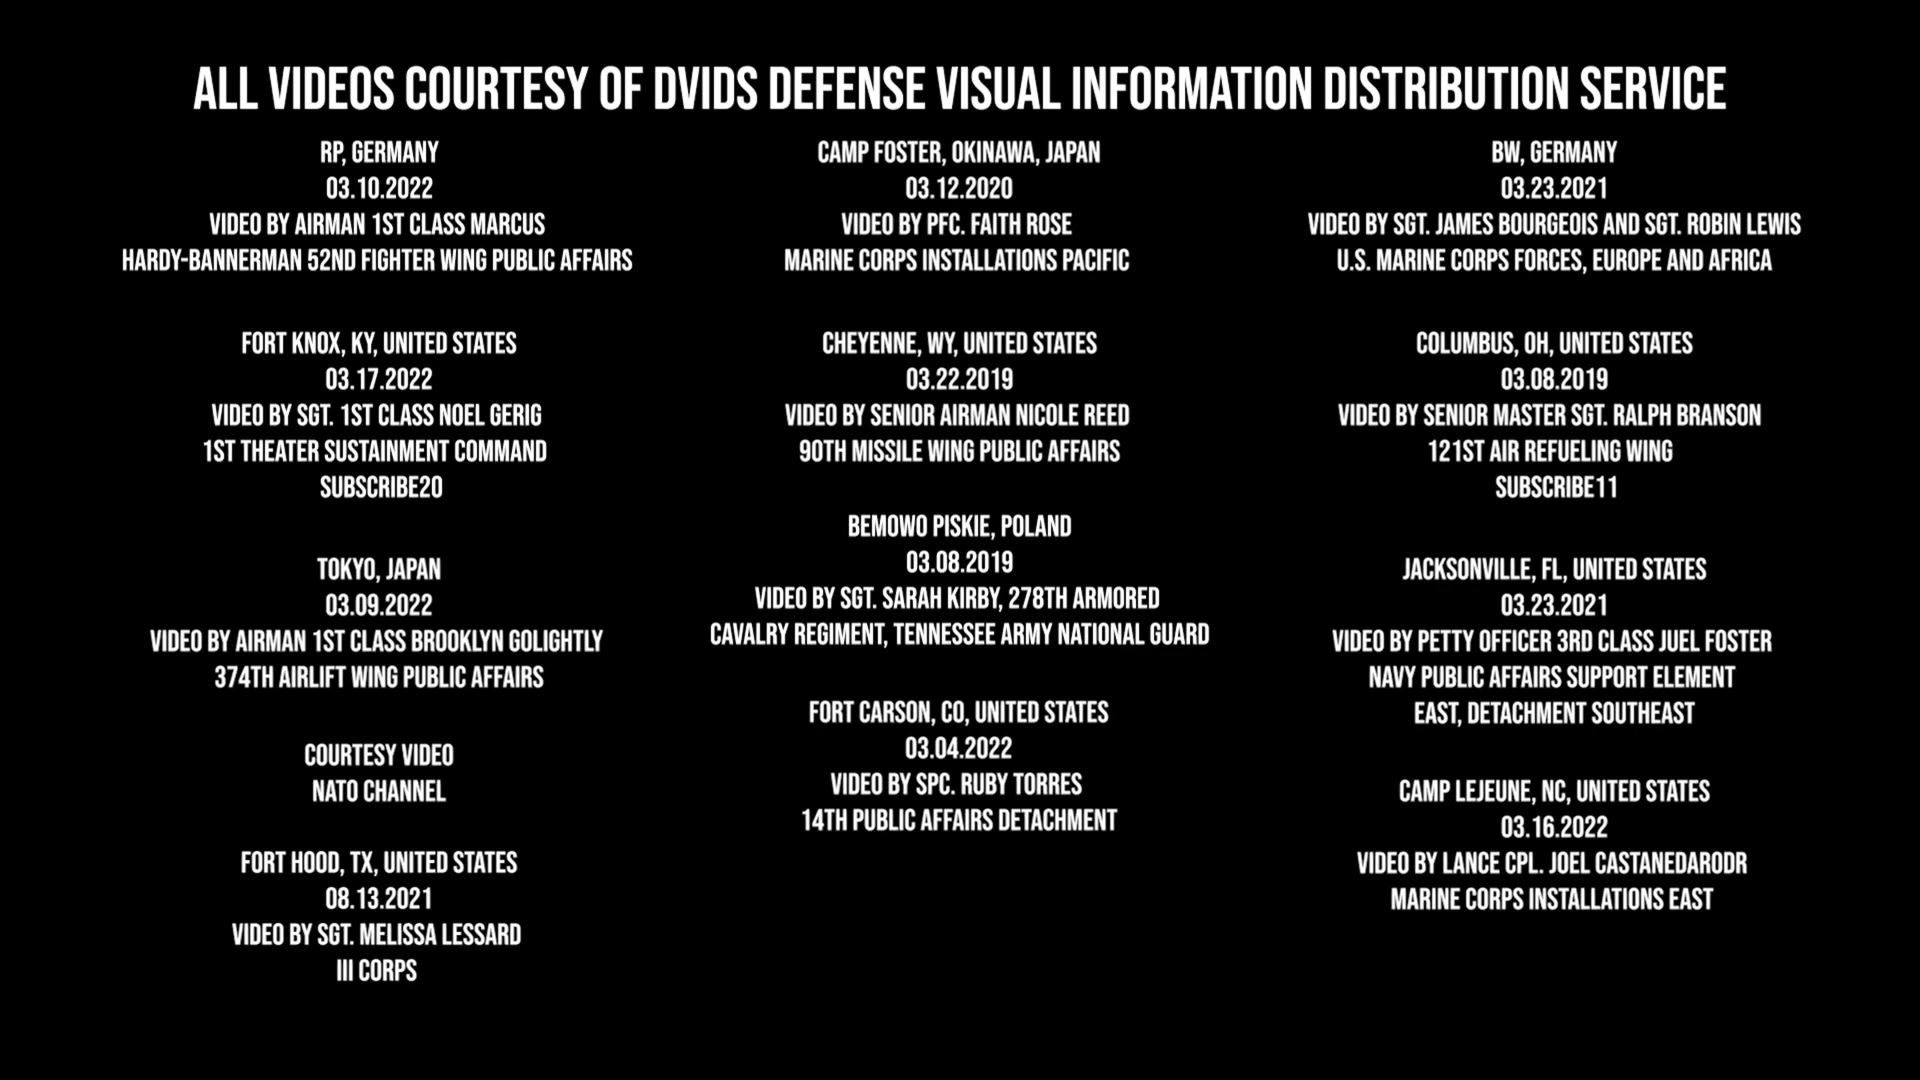 ALL VIDEOS COURTESY OF DVIDS DEFENSE VISUAL INFORMATION DISTRIBUTION SERVICE
RP, GERMANY
03.10.2022
VIDEO BY AIRMAN 1ST CLASS MARCUS
HARDY-BANNERMAN 52ND FIGHTER WING PUBLIC AFFAIRS
FORT KNOX, KY, UNITED STATES
03.17.2022
VIDEO BY SGT. 1ST CLASS NOEL GERIG
1ST THEATER SUSTAINMENT COMMAND
SUBSCRIBE20
TOKYO, JAPAN
03.09.2022
VIDEO BY AIRMAN 1ST CLASS BROOKLYN GOLIGHTLY
374TH AIRLIFT WING PUBLIC AFFAIRS
COURTESY VIDEO
NATO CHANNEL
FORT HOOD, TX, UNITED STATES
08.13.2021
VIDEO BY SGT. MELISSA LESSARD
III CORPS
CAMP FOSTER, OKINAWA, JAPAN
03.12.2020
VIDEO BY PFC. FAITH ROSE
MARINE CORPS INSTALLATIONS PACIFIC
CHEYENNE, WY, UNITED STATES
03.22.2019
VIDEO BY SENIOR AIRMAN NICOLE REED
90TH MISSILE WING PUBLIC AFFAIRS
BEMOWO PISKIE, POLAND
03.08.2019
VIDEO BY SGT. SARAH KIRBY, 278TH ARMORED
CAVALRY REGIMENT, TENNESSEE ARMY NATIONAL GUARD
FORT CARSON, CO, UNITED STATES
03.04.2022
VIDEO BY SPC. RUBY TORRES
14TH PUBLIC AFFAIRS DETACHMENT
BW, GERMANY
03.23.2021
VIDEO BY SGT. JAMES BOURGEOIS AND SGT. ROBIN LEWIS
U.S. MARINE CORPS FORCES, EUROPE AND AFRICA
COLUMBUS, OH, UNITED STATES
03.08.2019
VIDEO BY SENIOR MASTER SGT. RALPH BRANSON
121ST AIR REFUELING WING
SUBSCRIBE11
JACKSONVILLE, FL, UNITED STATES
03.23.2021
VIDEO BY PETTY OFFICER 3RD CLASS JUEL FOSTER
NAVY PUBLIC AFFAIRS SUPPORT ELEMENT
EAST, DETACHMENT SOUTHEAST
CAMP LEJEUNE, NC, UNITED STATES
03.16.2022
VIDEO BY LANCE CPL. JOEL CASTANEDARODR
MARINE CORPS INSTALLATIONS EAST